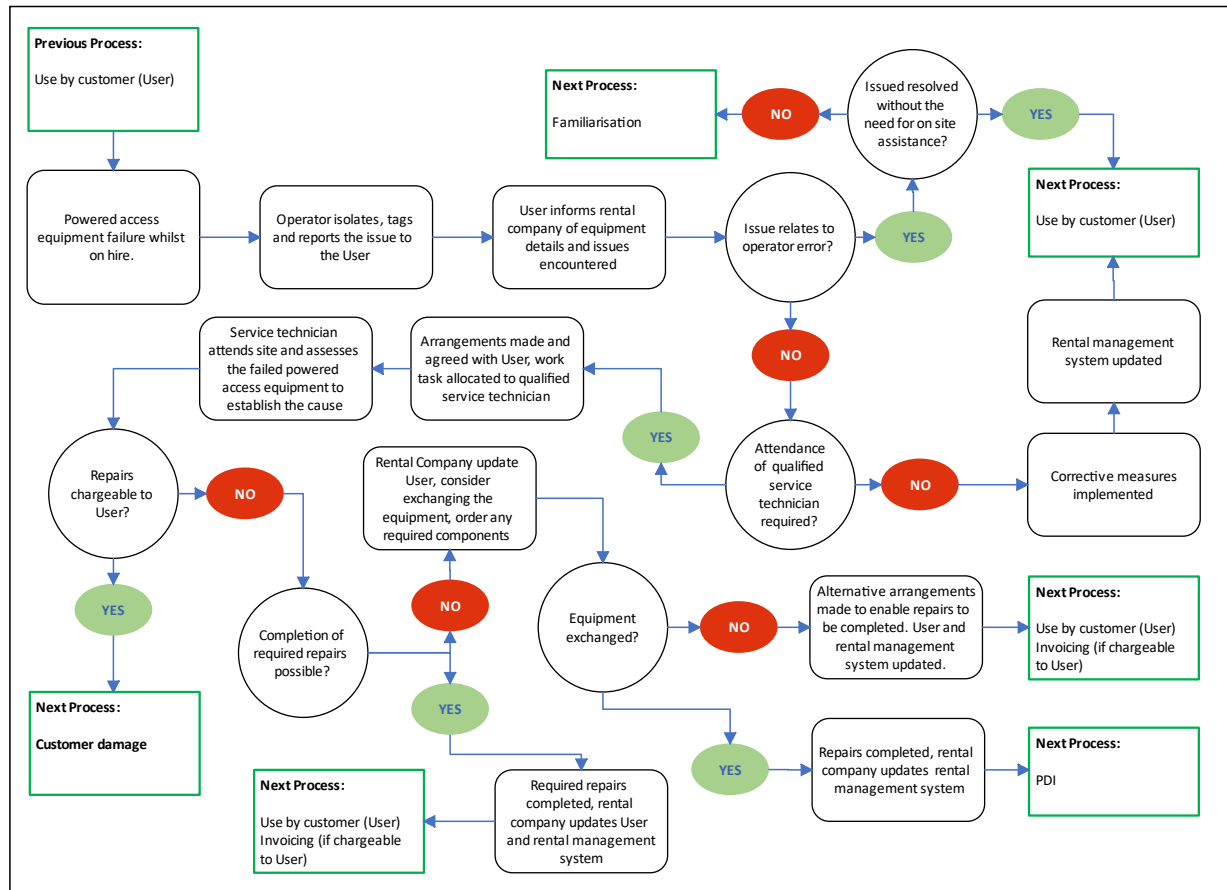 Previous Process:
Use by customer (User)
Next Process:
Familiarisation
NO
Issued resolved
without the
need for on site
assistance?
YES
Next Process:
Use by customer (User)
Powered access
equipment failure whilst
on hire.
Operator isolates, tags
and reports the issue to
the User
User informs rental
company of equipment
details and issues
encountered
Issue relates to
operator error?
YES
NO
Rental management
system updated
Service technician
attends site and assesses
the failed powered
access equipment to
establish the cause
Arrangements made and
agreed with User, work
task allocated to qualified
service technician
YES
Attendance
of qualified
service
technician
required?
NO
Corrective measures
implemented
Repairs
chargeable to
User?
NO
Rental Company update
User, consider
exchanging the
equipment, order any
required components
YES
Completion of
required repairs
possible?
NO
YES
Equipment
exchanged?
NO
Alternative arrangements
made to enable repairs to
be completed. User and
rental management
system updated.
Next Process:
Use by customer (User)
Invoicing (if chargeable
to User)
Next Process:
Customer damage
YES
Repairs completed, rental
company updates rental
management system
Next Process:
PDI
Next Process:
Use by customer (User)
Invoicing (if chargeable
to User)
Required repairs
completed, rental
company updates User
and rental management
system